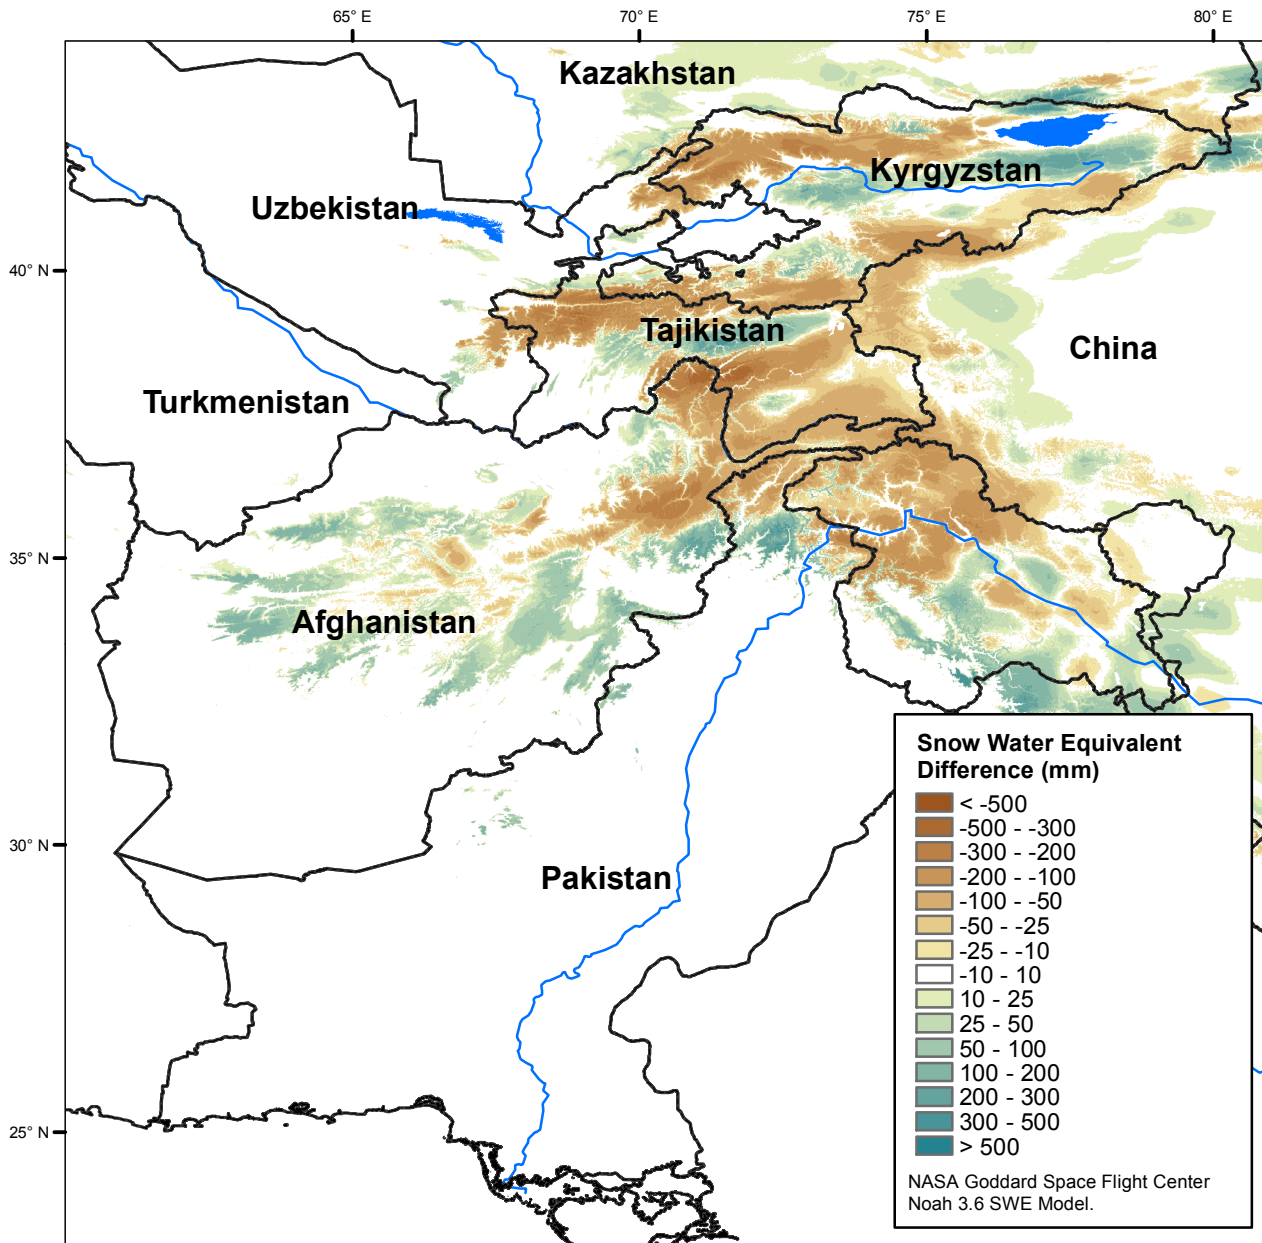 65° E
70° E
75° E
80° E
Kazakhstan
Kyrgyzstan
Uzbekistan
40° N
Tajikistan
China
Turkmenistan
35° N
Afghanistan
Snow Water Equivalent
Difference (mm)
< -500
-500 - -300
-300 - -200
-200 - -100
-100 - -50
-50 - -25
-25 - -10
-10 - 10
10 - 25
25 - 50
50 - 100
100 - 200
200 - 300
300 - 500
> 500
NASA Goddard Space Flight Center
Noah 3.6 SWE Model.
30° N
Pakistan
25° N